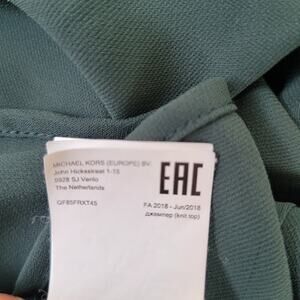 MICHAEL KORS (EUROPE) BV.
John Hicksstraat 1-15
5928 SJ Venlo
The Netherlands
QF85FRXT45
EAC
FA 2018 - Jun/2018
джемпер (knit top)